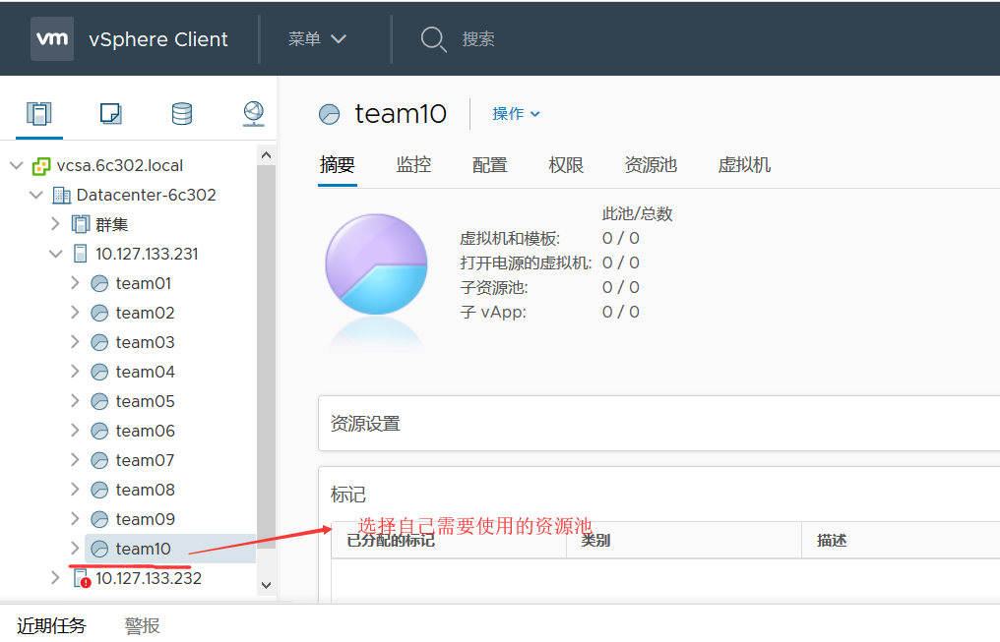 vm vSphere Client 菜单 搜索
team10 操作
摘要 监控 配置 权限 资源池 虚拟机
vcsa.6c302.local
Datacenter-6c302
群集
10.127.133.231
team01
team02
team03
team04
team05
team06
team07
team08
team09
team10
10.127.133.232
此池/总数
虚拟机和模板: 0 / 0
打开电源的虚拟机: 0 / 0
子资源池: 0 / 0
子 vApp: 0 / 0
资源设置
标记
选择自己需要使用的资源池
已分配的标记 类别 描述
近期任务 警报